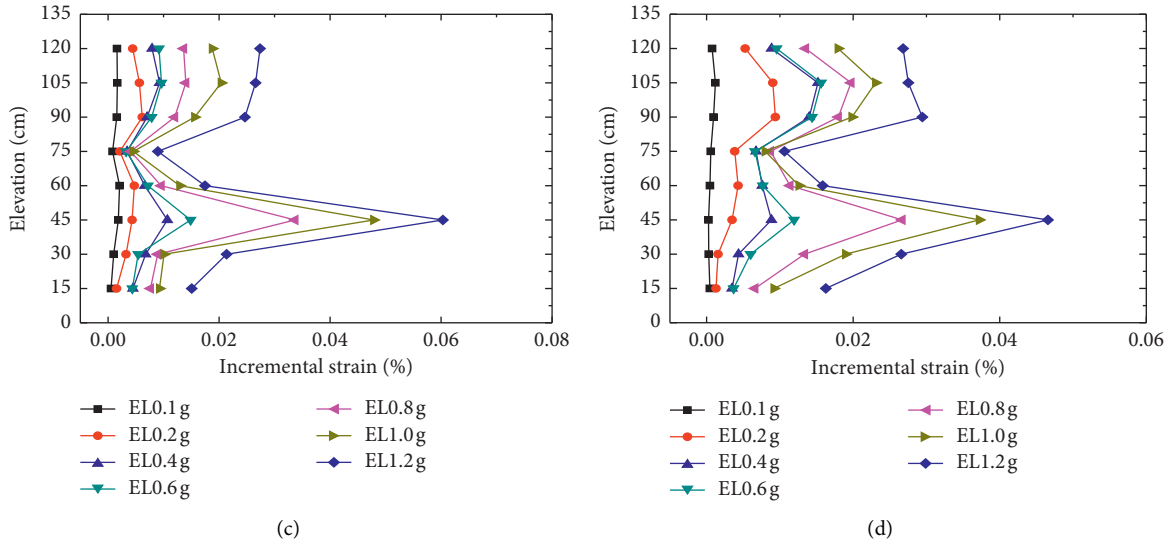 135
120
105
90
75
60
45
30
15
0
Elevation (cm)
0.00 0.02 0.04 0.06 0.08
Incremental strain (%)
EL0.1 g
EL0.2 g
EL0.4 g
EL0.6 g
EL0.8 g
EL1.0 g
EL1.2 g
(c)
135
120
105
90
75
60
45
30
15
0
Elevation (cm)
0.00 0.02 0.04 0.06
Incremental strain (%)
EL0.1 g
EL0.2 g
EL0.4 g
EL0.6 g
EL0.8 g
EL1.0 g
EL1.2 g
(d)